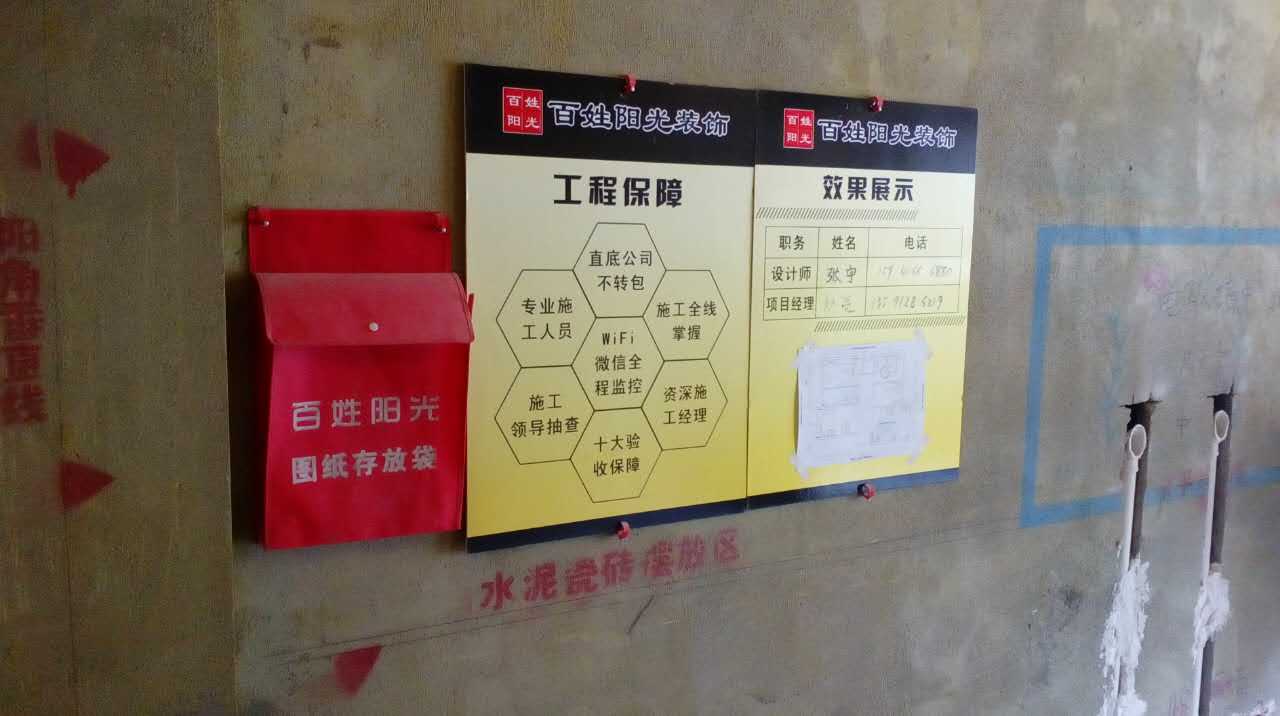 阳角垂直线
百姓阳光
图纸存放袋
百姓
阳光
百姓阳光装饰
工程保障
直底公司
不转包
专业施
工人员
施工全线
掌握
WiFi
微信全
程监控
施工
领导抽查
资深施
工经理
十大验
收保障
百姓
阳光
百姓阳光装饰
效果展示
职务 姓名 电话
设计师 张宁
项目经理
水泥瓷砖摆放区